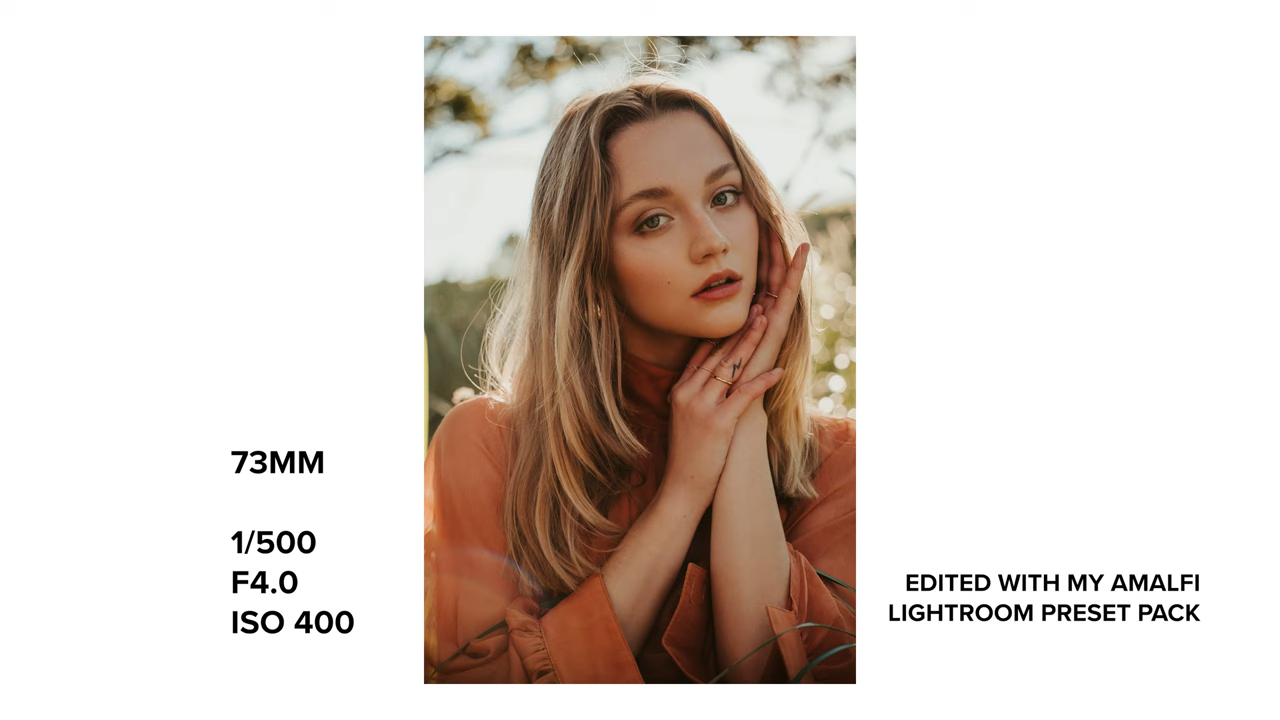 73MM
1/500
F4.0
ISO 400
EDITED WITH MY AMALFI
LIGHTROOM PRESET PACK